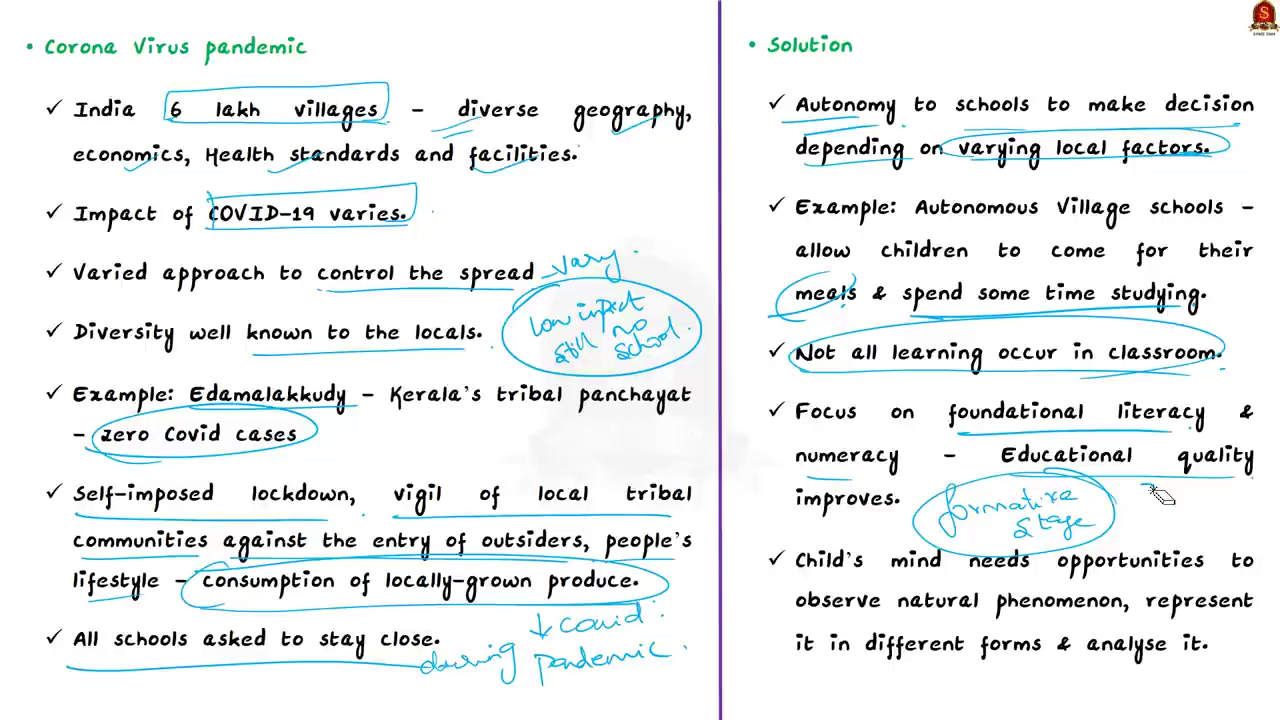 • Corona Virus pandemic
✓ India 6 lakh villages – diverse geography,
economics, Health standards and facilities.
✓ Impact of COVID-19 varies.
✓ Varied approach to control the spread vary.
✓ Diversity well known to the locals.
low impact
still no
school.
✓ Example: Edamalakkudy – Kerala's tribal panchayat
– zero Covid cases
✓ Self-imposed lockdown, vigil of local tribal
communities against the entry of outsiders, people's
lifestyle – consumption of locally-grown produce.
↓ covid
✓ All schools asked to stay close.
during pandemic.
• Solution
✓ Autonomy to schools to make decision
depending on varying local factors.
✓ Example: Autonomous Village schools –
allow children to come for their
meals & spend some time studying.
✓ Not all learning occur in classroom.
✓ Focus on foundational literacy &
numeracy – Educational quality
improves.
formative
stage
✓ Child's mind needs opportunities to
observe natural phenomenon, represent
it in different forms & analyse it.
S